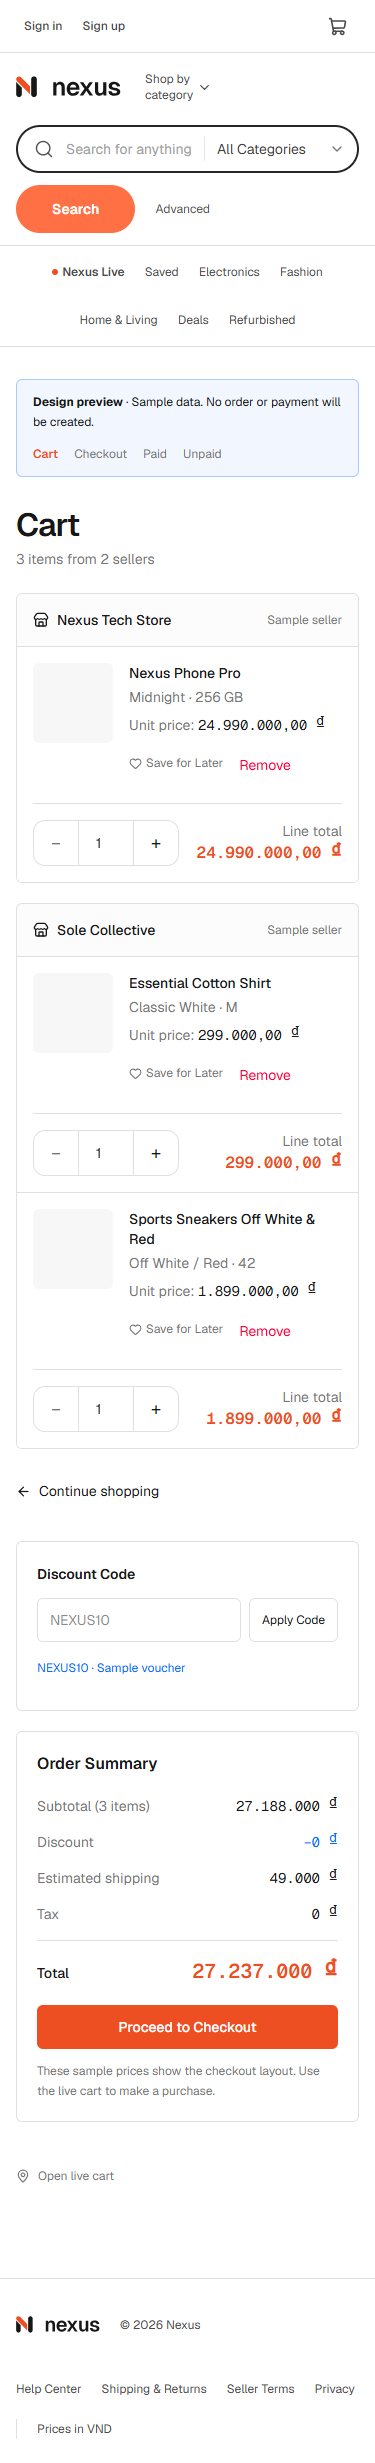 Sign in Sign up
nexus Shop by category
Search for anything All Categories
Search Advanced
Nexus Live Saved Electronics Fashion
Home & Living Deals Refurbished
Design preview · Sample data. No order or payment will
be created.
Cart Checkout Paid Unpaid
Cart
3 items from 2 sellers
Nexus Tech Store Sample seller
Nexus Phone Pro
Midnight · 256 GB
Unit price: 24.990.000,00 ₫
Save for Later Remove
Line total
− 1 + 24.990.000,00 ₫
Sole Collective Sample seller
Essential Cotton Shirt
Classic White · M
Unit price: 299.000,00 ₫
Save for Later Remove
Line total
− 1 + 299.000,00 ₫
Sports Sneakers Off White &
Red
Off White / Red · 42
Unit price: 1.899.000,00 ₫
Save for Later Remove
Line total
− 1 + 1.899.000,00 ₫
← Continue shopping
Discount Code
NEXUS10 Apply Code
NEXUS10 · Sample voucher
Order Summary
Subtotal (3 items) 27.188.000 ₫
Discount −0 ₫
Estimated shipping 49.000 ₫
Tax 0 ₫
Total 27.237.000 ₫
Proceed to Checkout
These sample prices show the checkout layout. Use
the live cart to make a purchase.
Open live cart
nexus © 2026 Nexus
Help Center Shipping & Returns Seller Terms Privacy
Prices in VND